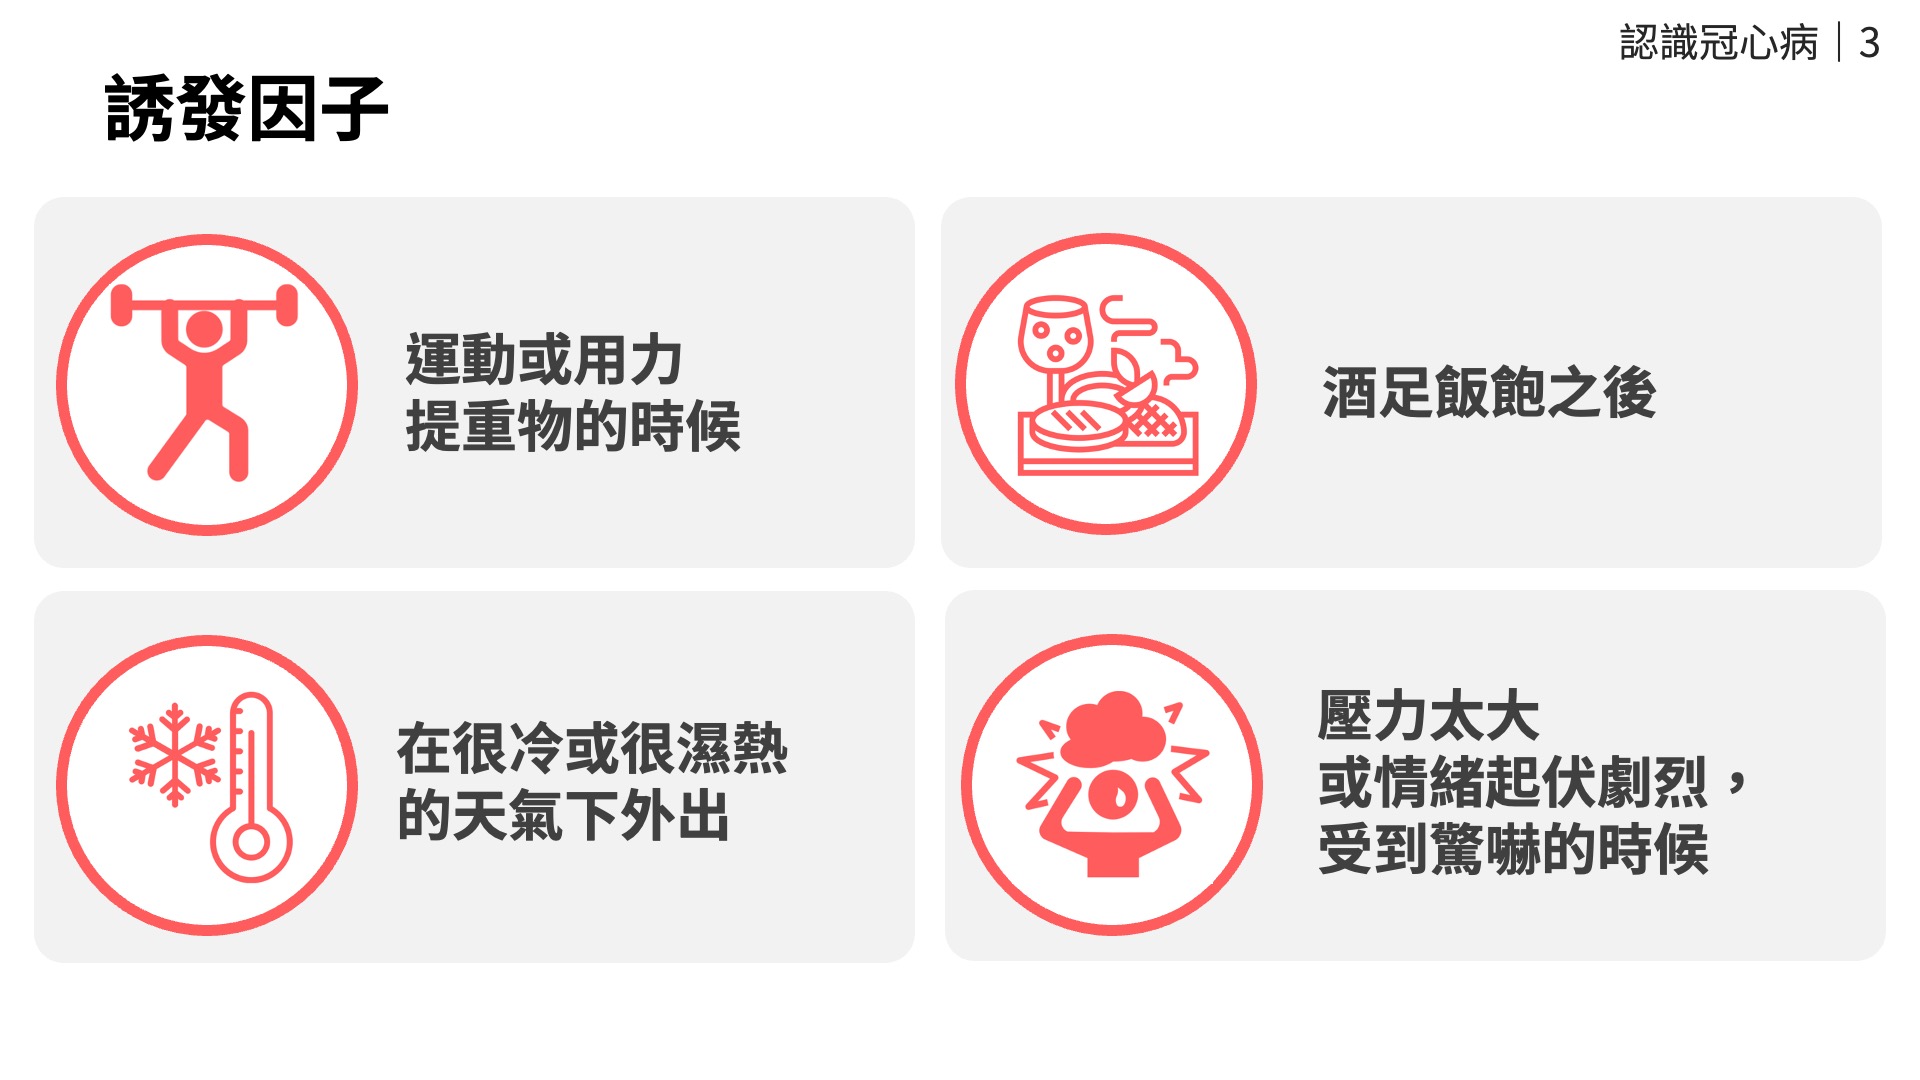 認識冠心病｜3
誘發因子
運動或用力
提重物的時候
酒足飯飽之後
在很冷或很濕熱
的天氣下外出
壓力太大
或情緒起伏劇烈，
受到驚嚇的時候